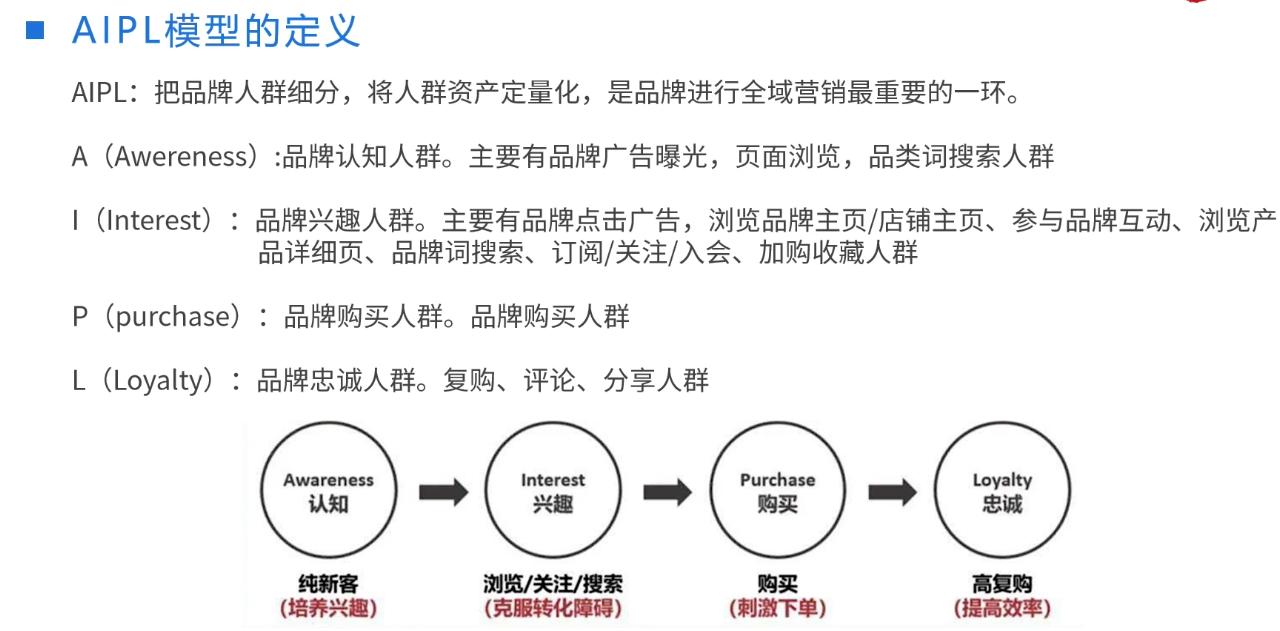 AIPL模型的定义
AIPL：把品牌人群细分，将人群资产定量化，是品牌进行全域营销最重要的一环。
A（Awereness）:品牌认知人群。主要有品牌广告曝光，页面浏览，品类词搜索人群
I（Interest）：品牌兴趣人群。主要有品牌点击广告，浏览品牌主页/店铺主页、参与品牌互动、浏览产
品详细页、品牌词搜索、订阅/关注/入会、加购收藏人群
P（purchase）：品牌购买人群。品牌购买人群
L（Loyalty）：品牌忠诚人群。复购、评论、分享人群
Awareness
认知
Interest
兴趣
Purchase
购买
Loyalty
忠诚
纯新客
(培养兴趣)
浏览/关注/搜索
(克服转化障碍)
购买
(刺激下单)
高复购
(提高效率)